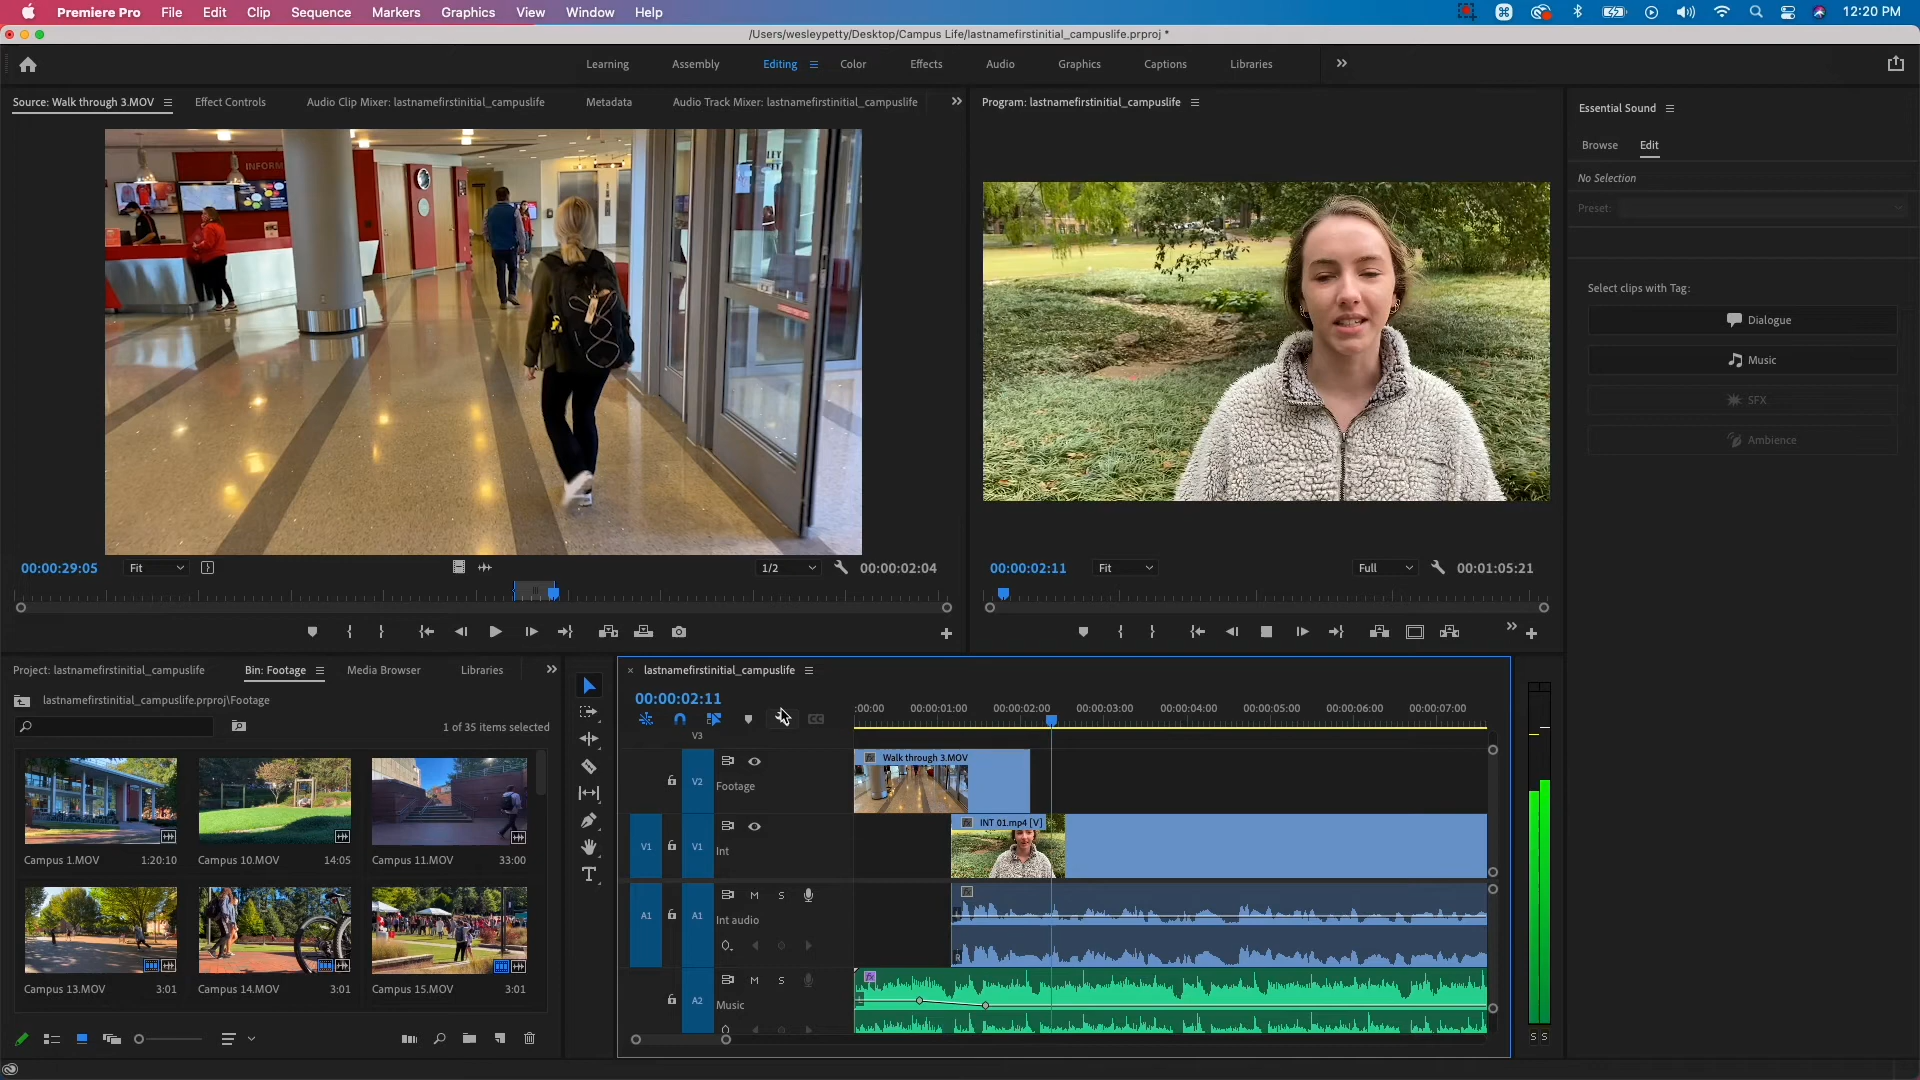 Premiere Pro File Edit Clip Sequence Markers Graphics View Window Help 12:20 PM
/Users/wesleypetty/Desktop/Campus Life/lastnamefirstinitial_campuslife.prproj *
Learning Assembly Editing Color Effects Audio Graphics Captions Libraries
Source: Walk through 3.MOV Effect Controls Audio Clip Mixer: lastnamefirstinitial_campuslife Metadata Audio Track Mixer: lastnamefirstinitial_campuslife
Program: lastnamefirstinitial_campuslife
Essential Sound
Browse Edit
No Selection
Preset:
Select clips with Tag:
Dialogue
Music
SFX
Ambience
INFORM
00:00:29:05 Fit 1/2 00:00:02:04
00:00:02:11 Fit Full 00:01:05:21
Project: lastnamefirstinitial_campuslife Bin: Footage Media Browser Libraries
lastnamefirstinitial_campuslife.prproj\Footage
1 of 35 items selected
Campus 1.MOV 1:20:10 Campus 10.MOV 14:05 Campus 11.MOV 33:00
Campus 13.MOV 3:01 Campus 14.MOV 3:01 Campus 15.MOV 3:01
T
lastnamefirstinitial_campuslife
00:00:02:11
CC
:00:00 00:00:01:00 00:00:02:00 00:00:03:00 00:00:04:00 00:00:05:00 00:00:06:00 00:00:07:00
V3
Walk through 3.MOV
V2 Footage
INT 01.mp4 [V]
V1 V1 Int
M S
A1 A1 Int audio
fx
R
M S
fx
A2 Music
S S